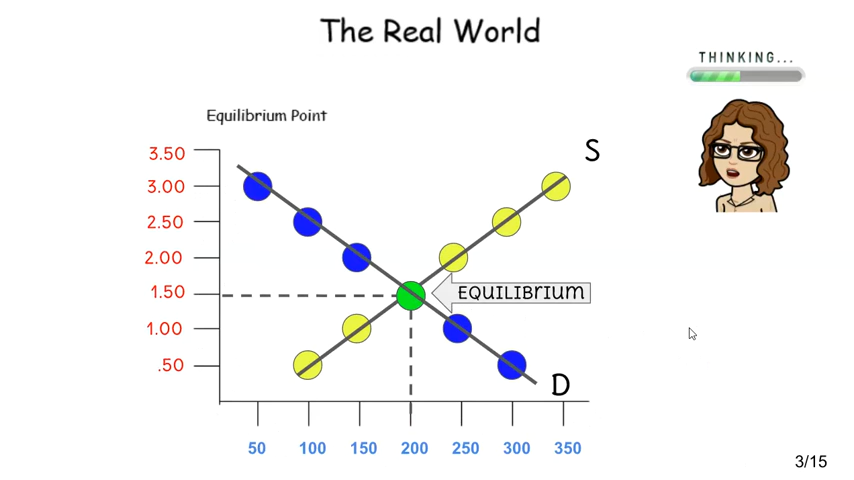 The Real World
THINKING...
Equilibrium Point
S
3.50
3.00
2.50
2.00
1.50
1.00
.50
EQUILIBRIUM
D
50 100 150 200 250 300 350
3/15